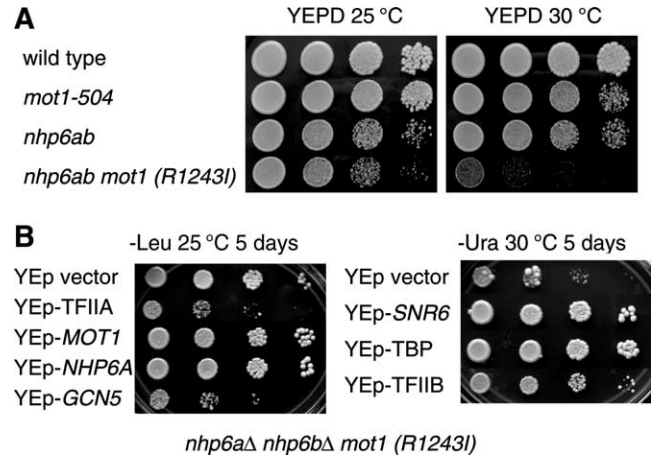 A
YEPD 25 °C
YEPD 30 °C
wild type
mot1-504
nhp6ab
nhp6ab mot1 (R1243I)
B
-Leu 25 °C 5 days
YEp vector
YEp-TFIIA
YEp-MOT1
YEp-NHP6A
YEp-GCN5
-Ura 30 °C 5 days
YEp vector
YEp-SNR6
YEp-TBP
YEp-TFIIB
nhp6aΔ nhp6bΔ mot1 (R1243I)